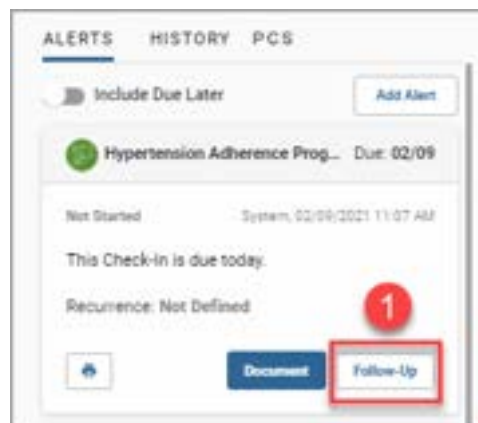 ALERTS HISTORY PCS
Include Due Later Add Alert
Hypertension Adherence Prog... Due: 02/09
Not Started System, 02/09/2021 11:07 AM
This Check-In is due today.
Recurrence: Not Defined
1
Document Follow-Up